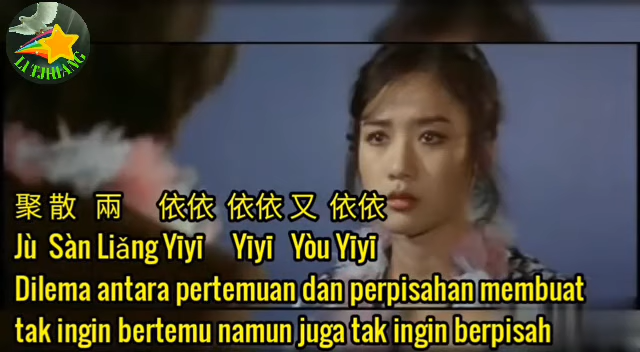 LI TJHIANG
聚 散 兩 依依 依依 又 依依
Jù Sàn Liǎng Yīyī Yīyī Yòu Yīyī
Dilema antara pertemuan dan perpisahan membuat
tak ingin bertemu namun juga tak ingin berpisah